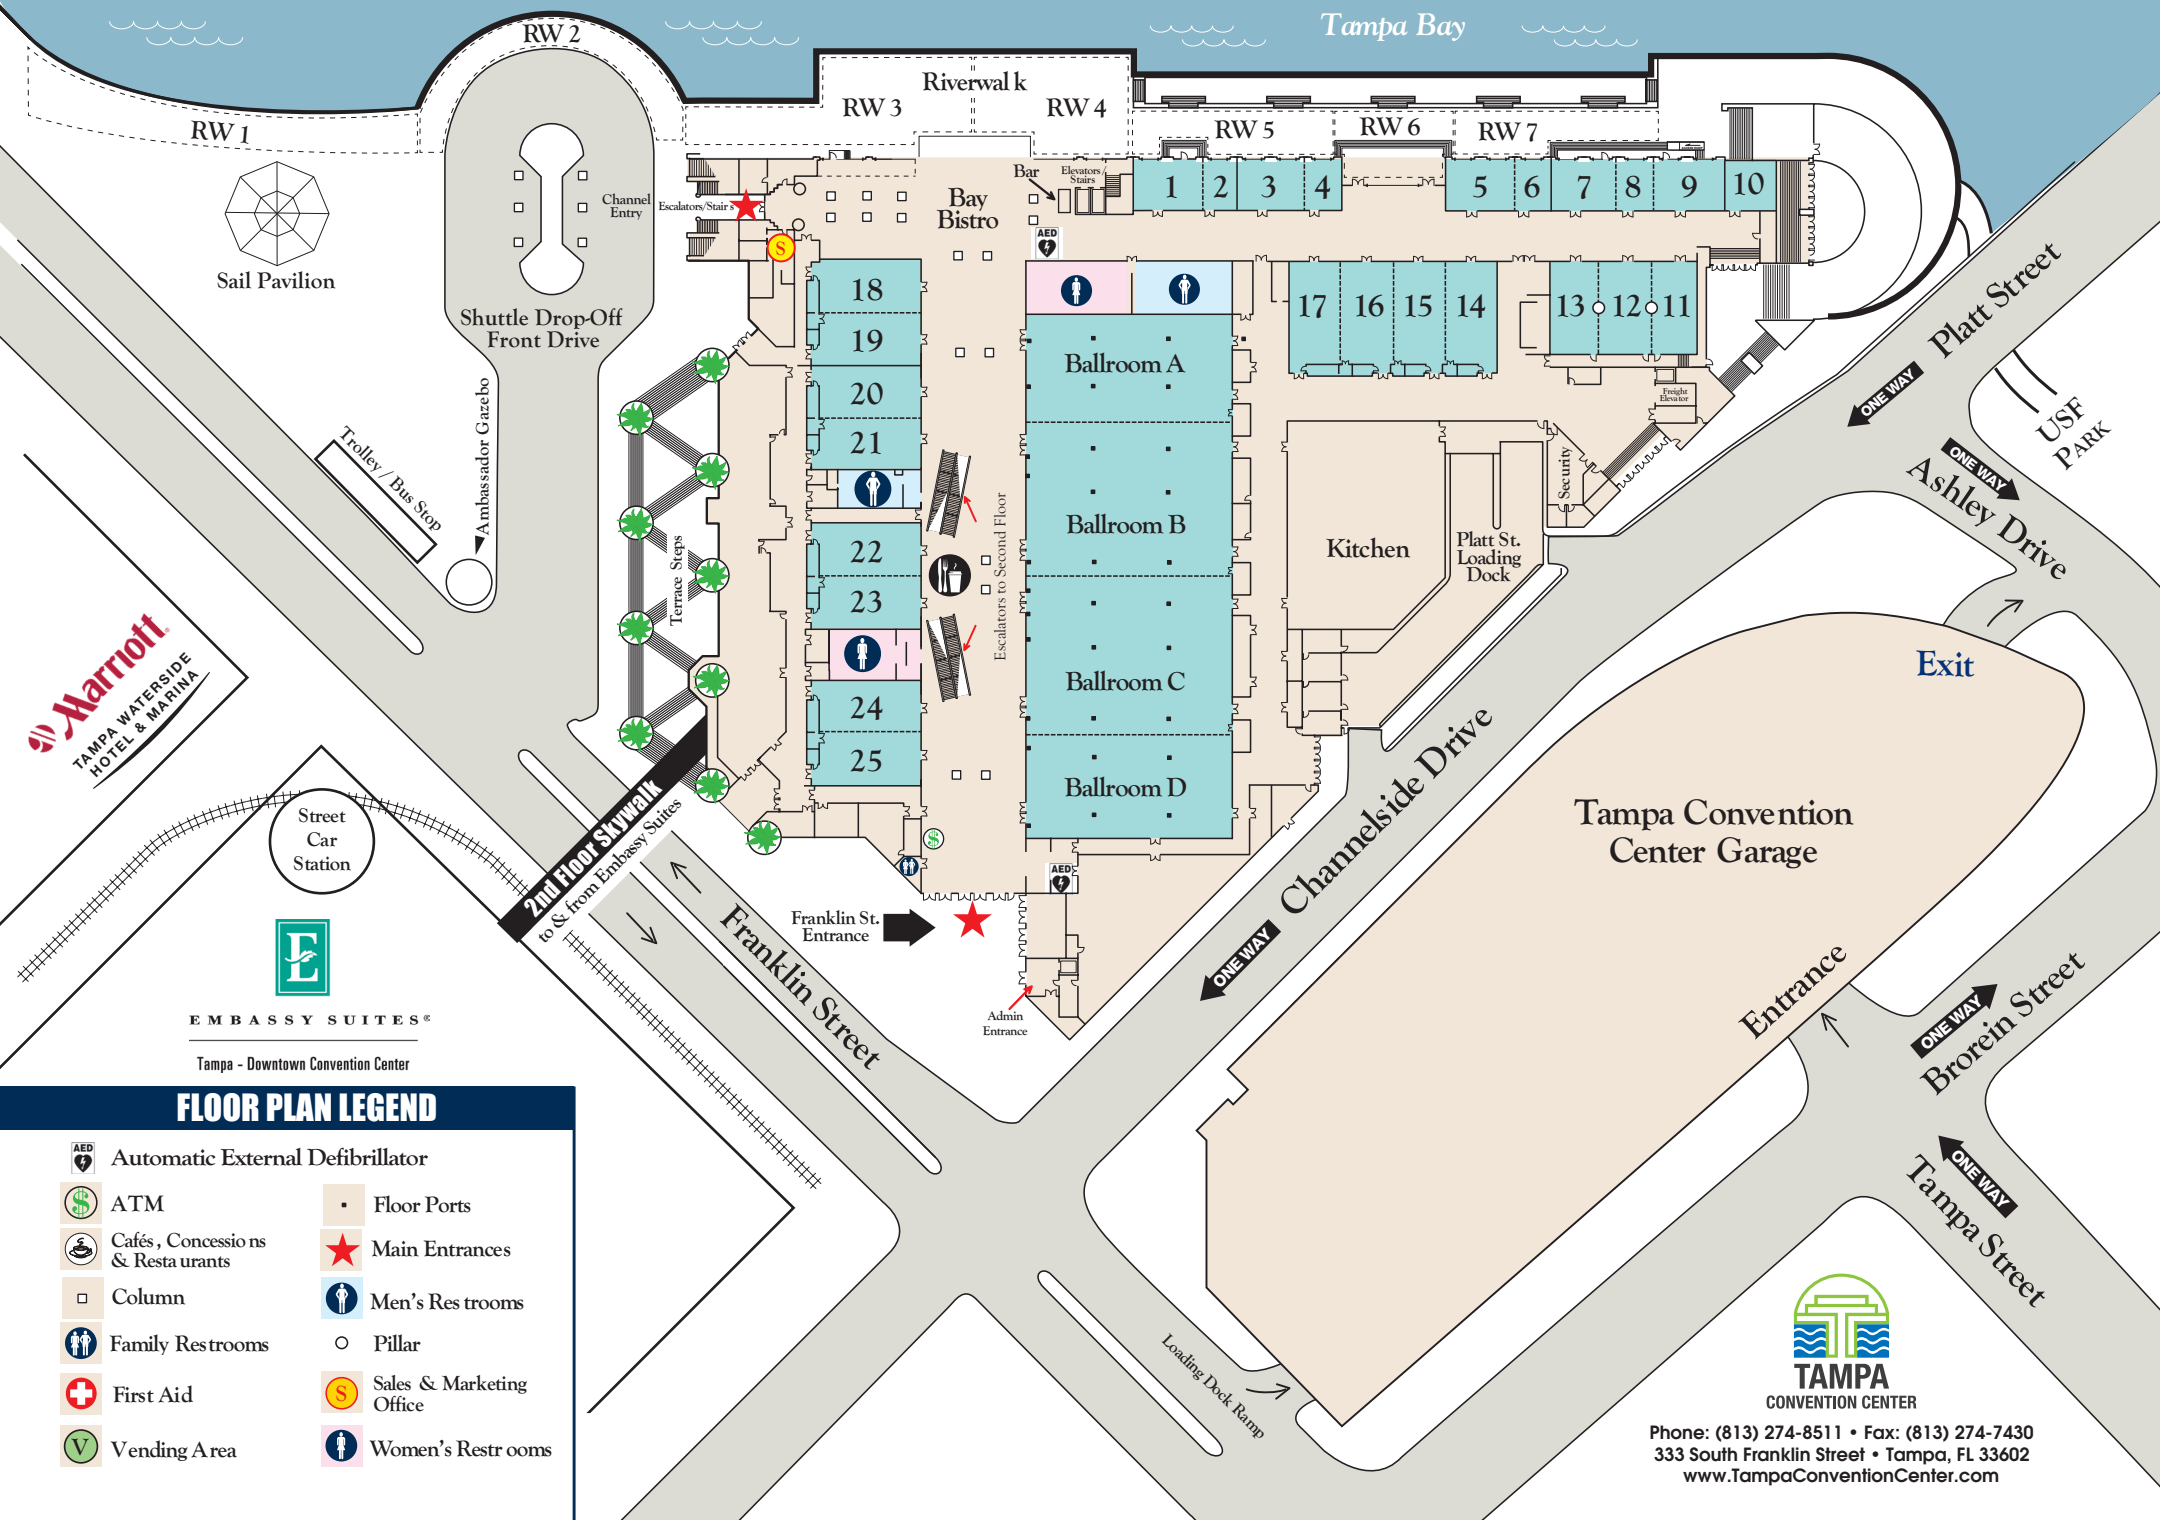 Tampa Bay
RW 1
RW 2
RW 3
Riverwalk
RW 4
RW 5
RW 6
RW 7
Sail Pavilion
Channel
Entry
Escalators/Stairs
S
Shuttle Drop-Off
Front Drive
Bay
Bistro
Bar
Elevators/
Stairs
AED
1
2
3
4
5
6
7
8
9
10
18
19
20
21
22
23
24
25
17
16
15
14
13
12
11
Ballroom A
Ballroom B
Ballroom C
Ballroom D
Escalators to Second Floor
Freight
Elevator
Security
Kitchen
Platt St.
Loading
Dock
Trolley / Bus Stop
Ambassador Gazebo
Terrace Steps
Marriott
TAMPA WATERSIDE
HOTEL & MARINA
Street
Car
Station
2nd Floor Skywalk
to & from Embassy Suites
E
EMBASSY SUITES®
Tampa - Downtown Convention Center
$
AED
Franklin St.
Entrance
Admin
Entrance
Franklin Street
ONE WAY
Channelside Drive
ONE WAY
Platt Street
USF
PARK
ONE WAY
Ashley Drive
Exit
Tampa Convention
Center Garage
Entrance
ONE WAY
Brorein Street
ONE WAY
Tampa Street
Loading Dock Ramp
FLOOR PLAN LEGEND
AED
Automatic External Defibrillator
$
ATM
Cafés, Concessions
& Restaurants
Column
Family Restrooms
First Aid
V
Vending Area
Floor Ports
Main Entrances
Men's Restrooms
Pillar
S
Sales & Marketing
Office
Women's Restrooms
TAMPA
CONVENTION CENTER
Phone: (813) 274-8511 • Fax: (813) 274-7430
333 South Franklin Street • Tampa, FL 33602
www.TampaConventionCenter.com